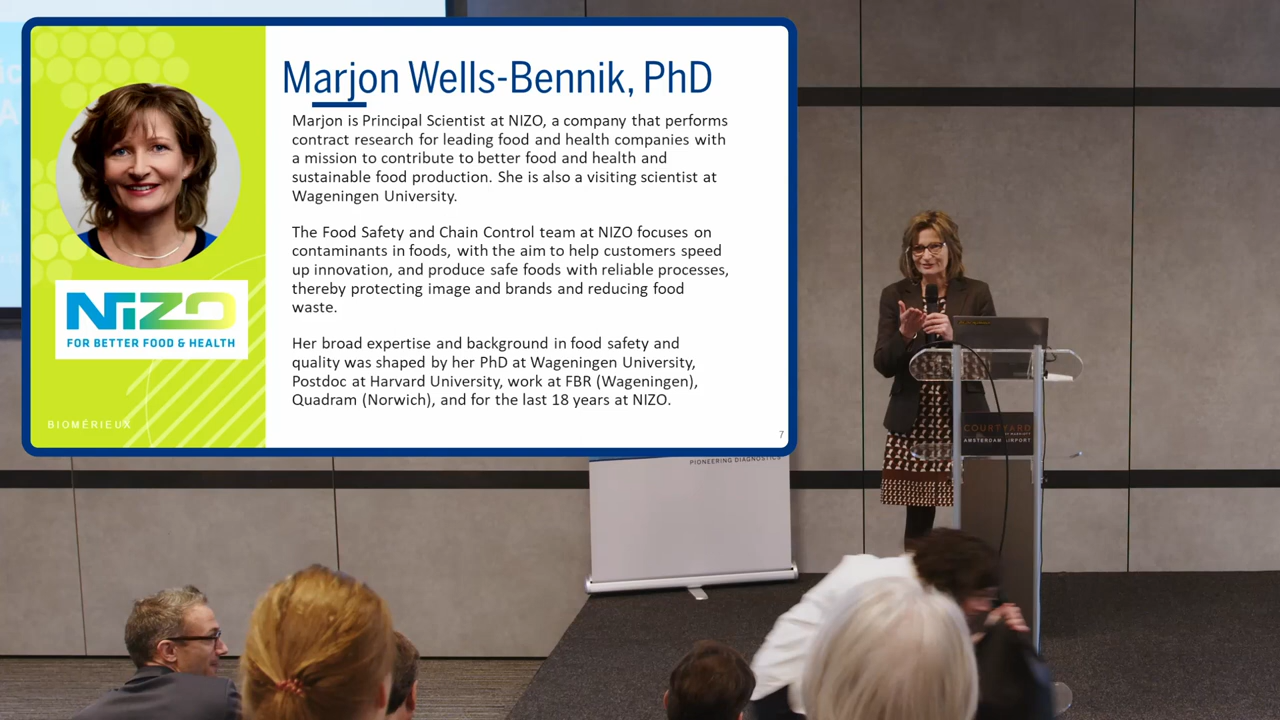 Marjon Wells-Bennik, PhD
Marjon is Principal Scientist at NIZO, a company that performs
contract research for leading food and health companies with
a mission to contribute to better food and health and
sustainable food production. She is also a visiting scientist at
Wageningen University.
The Food Safety and Chain Control team at NIZO focuses on
contaminants in foods, with the aim to help customers speed
up innovation, and produce safe foods with reliable processes,
thereby protecting image and brands and reducing food
waste.
Her broad expertise and background in food safety and
quality was shaped by her PhD at Wageningen University,
Postdoc at Harvard University, work at FBR (Wageningen),
Quadram (Norwich), and for the last 18 years at NIZO.
NIZO
FOR BETTER FOOD & HEALTH
BIOMÉRIEUX
7
PIONEERING DIAGNOSTICS
COURTYARD
AMSTERDAM AIRPORT